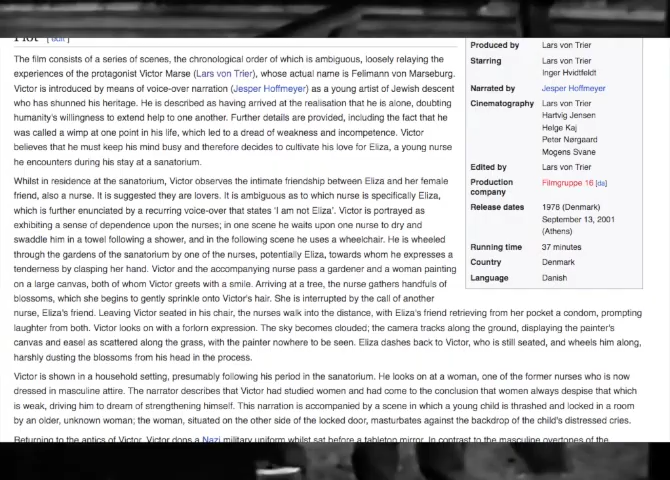 Plot [ edit ]
The film consists of a series of scenes, the chronological order of which is ambiguous, loosely relaying the
experiences of the protagonist Victor Marse (Lars von Trier), whose actual name is Felimann von Marseburg.
Victor is introduced by means of voice-over narration (Jesper Hoffmeyer) as a young artist of Jewish descent
who has shunned his heritage. He is described as having arrived at the realisation that he is alone, doubting
humanity's willingness to extend help to one another. Further details are provided, including the fact that he
was called a wimp at one point in his life, which led to a dread of weakness and incompetence. Victor
believes that he must keep his mind busy and therefore decides to cultivate his love for Eliza, a young nurse
he encounters during his stay at a sanatorium.
Whilst in residence at the sanatorium, Victor observes the intimate friendship between Eliza and her female
friend, also a nurse. It is suggested they are lovers. It is ambiguous as to which nurse is specifically Eliza,
which is further enunciated by a recurring voice-over that states 'I am not Eliza'. Victor is portrayed as
exhibiting a sense of dependence upon the nurses; in one scene he waits upon one nurse to dry and
swaddle him in a towel following a shower, and in the following scene he uses a wheelchair. He is wheeled
through the gardens of the sanatorium by one of the nurses, potentially Eliza, towards whom he expresses a
tenderness by clasping her hand. Victor and the accompanying nurse pass a gardener and a woman painting
on a large canvas, both of whom Victor greets with a smile. Arriving at a tree, the nurse gathers handfuls of
blossoms, which she begins to gently sprinkle onto Victor's hair. She is interrupted by the call of another
nurse, Eliza's friend. Leaving Victor seated in his chair, the nurses walk into the distance, with Eliza's friend retrieving from her pocket a condom, prompting
laughter from both. Victor looks on with a forlorn expression. The sky becomes clouded; the camera tracks along the ground, displaying the painter's
canvas and easel as scattered along the grass, with the painter nowhere to be seen. Eliza dashes back to Victor, who is still seated, and wheels him along,
harshly dusting the blossoms from his head in the process.
Victor is shown in a household setting, presumably following his period in the sanatorium. He looks on at a woman, one of the former nurses who is now
dressed in masculine attire. The narrator describes that Victor had studied women and had come to the conclusion that women always despise that which
is weak, driving him to dream of strengthening himself. This narration is accompanied by a scene in which a young child is thrashed and locked in a room
by an older, unknown woman; the woman, situated on the other side of the locked door, masturbates against the backdrop of the child's distressed cries.
Returning to the antics of Victor, Victor dons a Nazi military uniform whilst sat before a tabletop mirror. In contrast to the masculine overtones of the
Produced by Lars von Trier
Starring Lars von Trier
Inger Hvidtfeldt
Narrated by Jesper Hoffmeyer
Cinematography Lars von Trier
Hartvig Jensen
Helge Kaj
Peter Nørgaard
Mogens Svane
Edited by Lars von Trier
Production company Filmgruppe 16 [da]
Release dates 1978 (Denmark)
September 13, 2001
(Athens)
Running time 37 minutes
Country Denmark
Language Danish